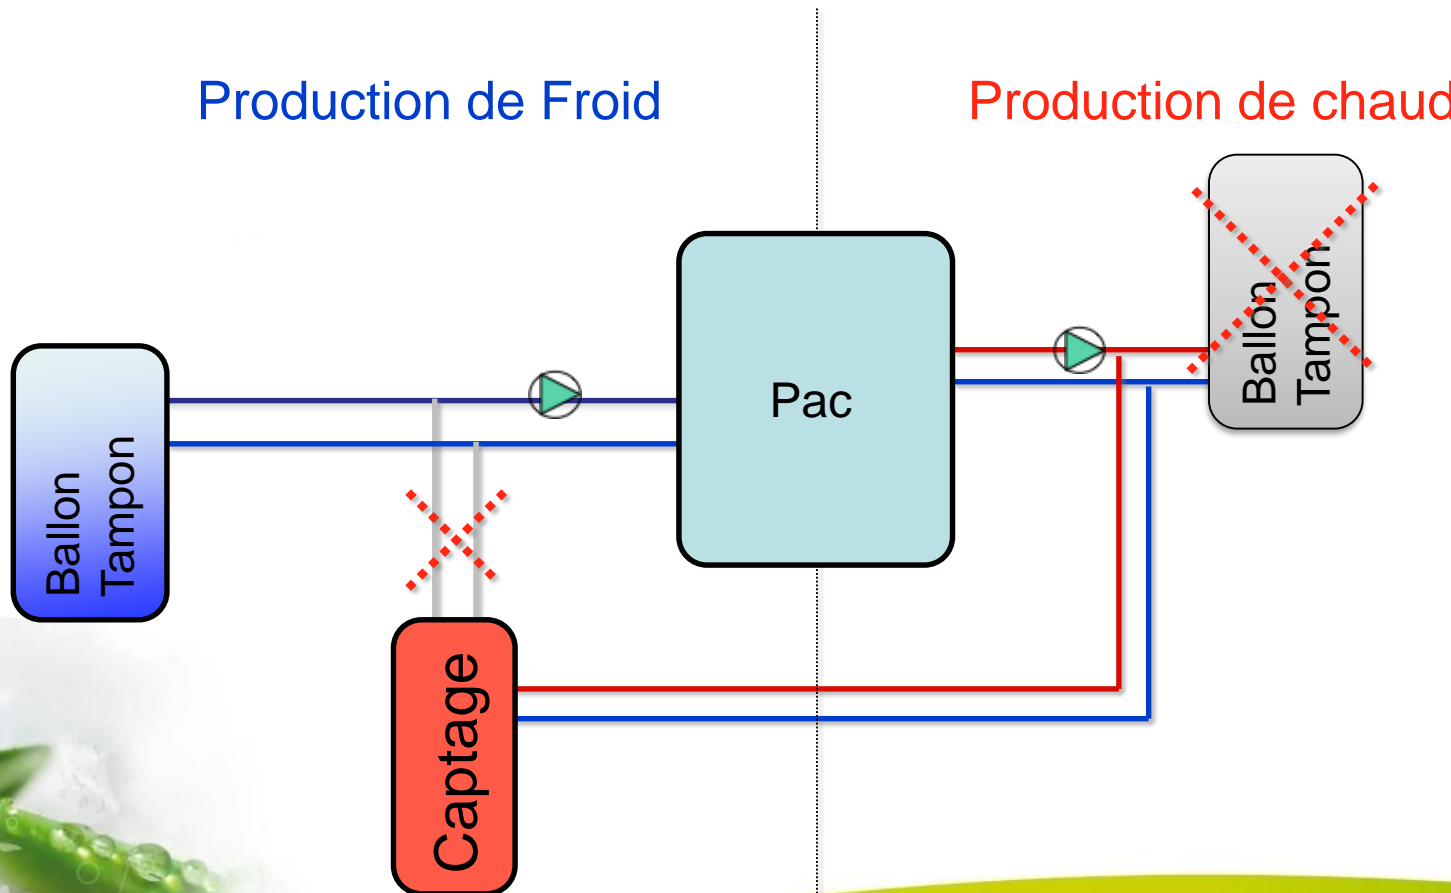 Production de Froid
Production de chaud
Ballon
Tampon
Pac
Ballon
Tampon
Captage